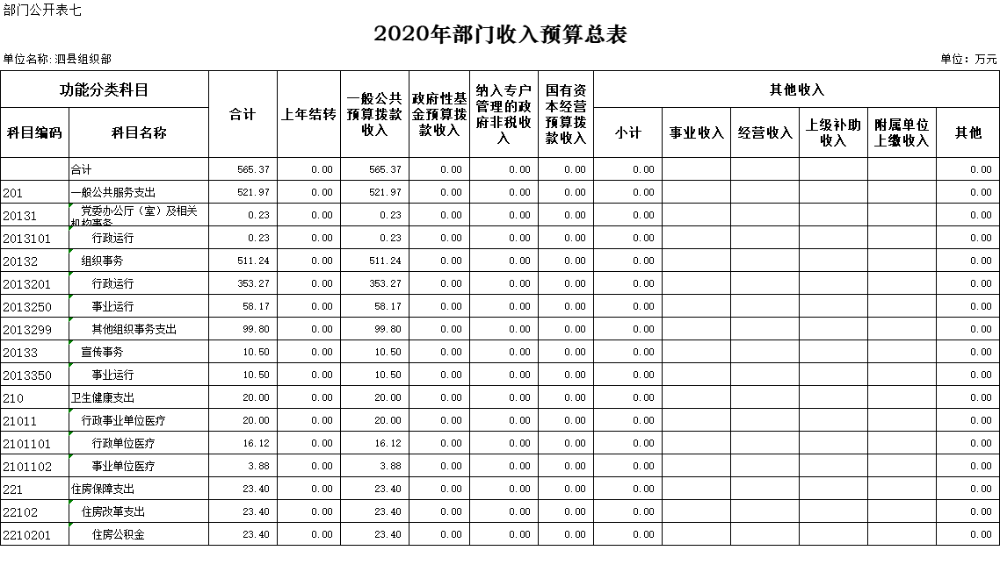 部门公开表七
2020年部门收入预算总表
单位名称:泗县组织部 单位：万元
功能分类科目 合计 上年结转 一般公共预算拨款收入 政府性基金预算拨款收入 纳入专户管理的政府非税收入 国有资本经营预算拨款收入 其他收入
科目编码 科目名称 小计 事业收入 经营收入 上级补助收入 附属单位上缴收入 其他
合计 565.37 0.00 565.37 0.00 0.00 0.00 0.00 0.00
201 一般公共服务支出 521.97 0.00 521.97 0.00 0.00 0.00 0.00 0.00
20131 党委办公厅（室）及相关机构事务 0.23 0.00 0.23 0.00 0.00 0.00 0.00 0.00
2013101 行政运行 0.23 0.00 0.23 0.00 0.00 0.00 0.00 0.00
20132 组织事务 511.24 0.00 511.24 0.00 0.00 0.00 0.00 0.00
2013201 行政运行 353.27 0.00 353.27 0.00 0.00 0.00 0.00 0.00
2013250 事业运行 58.17 0.00 58.17 0.00 0.00 0.00 0.00 0.00
2013299 其他组织事务支出 99.80 0.00 99.80 0.00 0.00 0.00 0.00 0.00
20133 宣传事务 10.50 0.00 10.50 0.00 0.00 0.00 0.00 0.00
2013350 事业运行 10.50 0.00 10.50 0.00 0.00 0.00 0.00 0.00
210 卫生健康支出 20.00 0.00 20.00 0.00 0.00 0.00 0.00 0.00
21011 行政事业单位医疗 20.00 0.00 20.00 0.00 0.00 0.00 0.00 0.00
2101101 行政单位医疗 16.12 0.00 16.12 0.00 0.00 0.00 0.00 0.00
2101102 事业单位医疗 3.88 0.00 3.88 0.00 0.00 0.00 0.00 0.00
221 住房保障支出 23.40 0.00 23.40 0.00 0.00 0.00 0.00 0.00
22102 住房改革支出 23.40 0.00 23.40 0.00 0.00 0.00 0.00 0.00
2210201 住房公积金 23.40 0.00 23.40 0.00 0.00 0.00 0.00 0.00